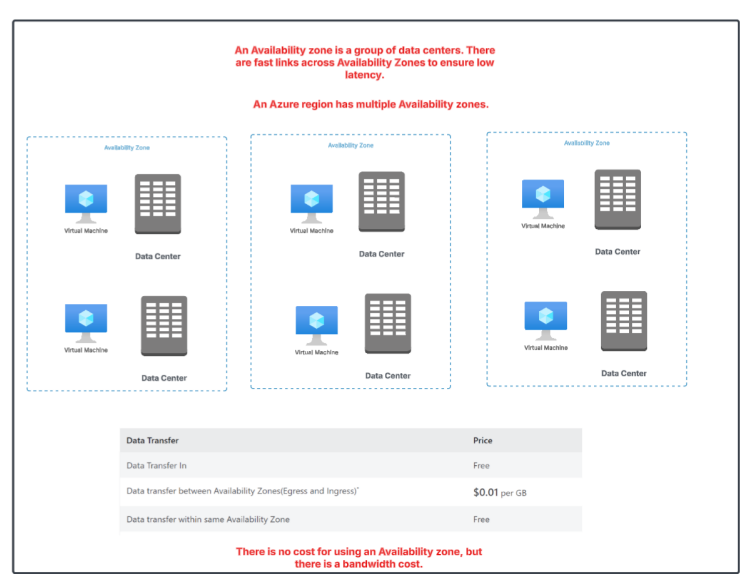 An Availability zone is a group of data centers. There
are fast links across Availability Zones to ensure low
latency.
An Azure region has multiple Availability zones.
Availability Zone
Availability Zone
Availability Zone
Virtual Machine
Data Center
Virtual Machine
Data Center
Virtual Machine
Data Center
Virtual Machine
Data Center
Virtual Machine
Data Center
Virtual Machine
Data Center
Data Transfer Price
Data Transfer In Free
Data transfer between Availability Zones(Egress and Ingress)* $0.01 per GB
Data transfer within same Availability Zone Free
There is no cost for using an Availability zone, but
there is a bandwidth cost.